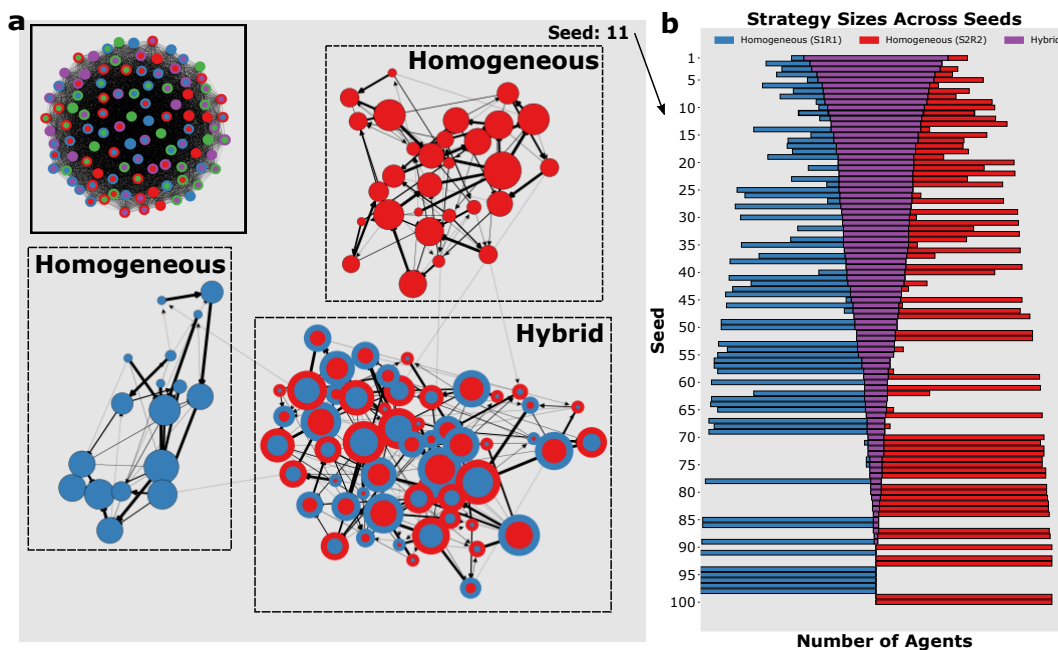 a
Seed: 11
Homogeneous
Homogeneous
Hybrid
b
Strategy Sizes Across Seeds
Homogeneous (S1R1)
Homogeneous (S2R2)
Hybrid
Seed
1
5
10
15
20
25
30
35
40
45
50
55
60
65
70
75
80
85
90
95
100
Number of Agents